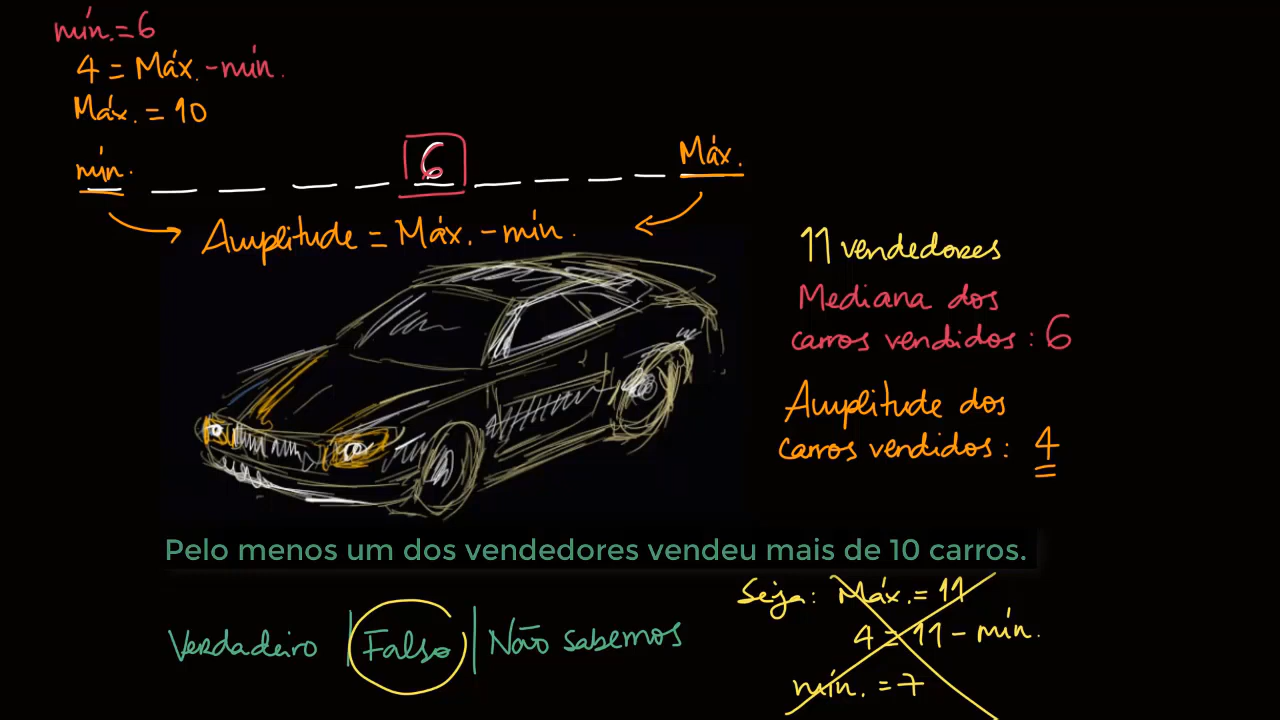 mín. = 6
4 = Máx. - mín.
Máx. = 10
mín. 6 Máx.
Amplitude = Máx. - mín.
11 vendedores
Mediana dos
carros vendidos : 6
Amplitude dos
carros vendidos : 4
Pelo menos um dos vendedores vendeu mais de 10 carros.
Verdadeiro | Falso | Não sabemos
Seja: Máx. = 11
4 = 11 - mín.
mín. = 7